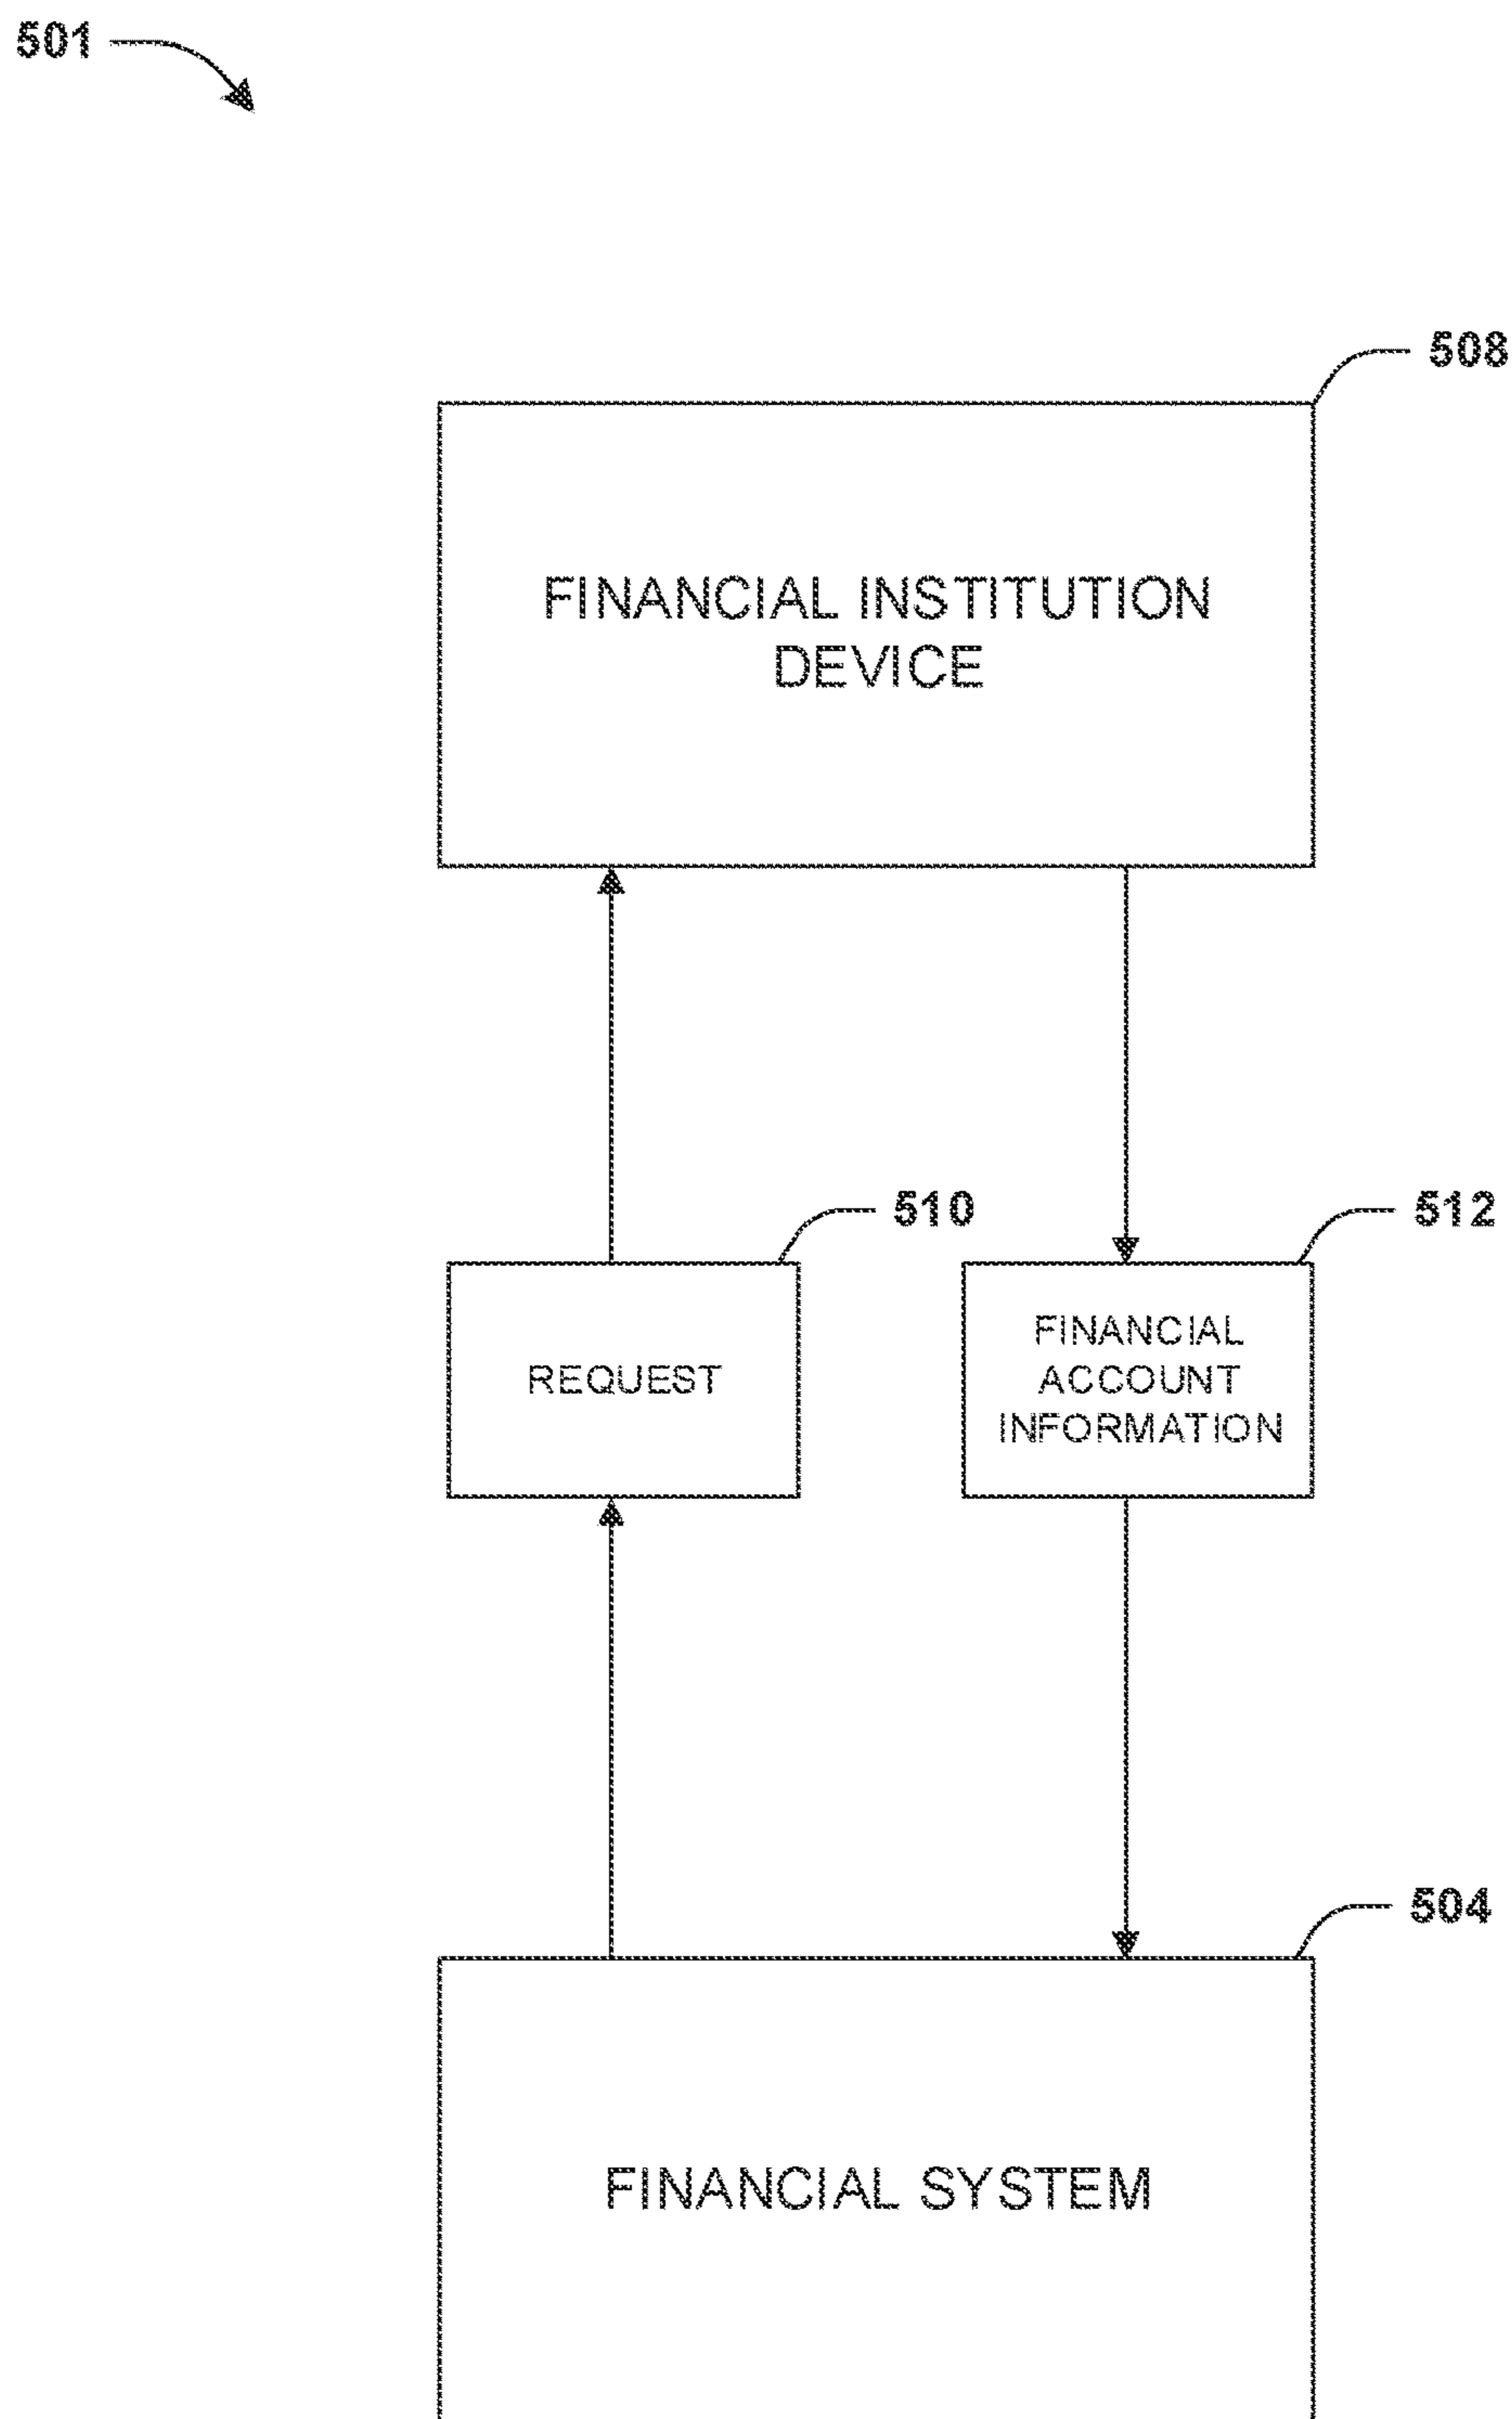 501
508
FINANCIAL INSTITUTION
DEVICE
510
512
REQUEST
FINANCIAL
ACCOUNT
INFORMATION
504
FINANCIAL SYSTEM